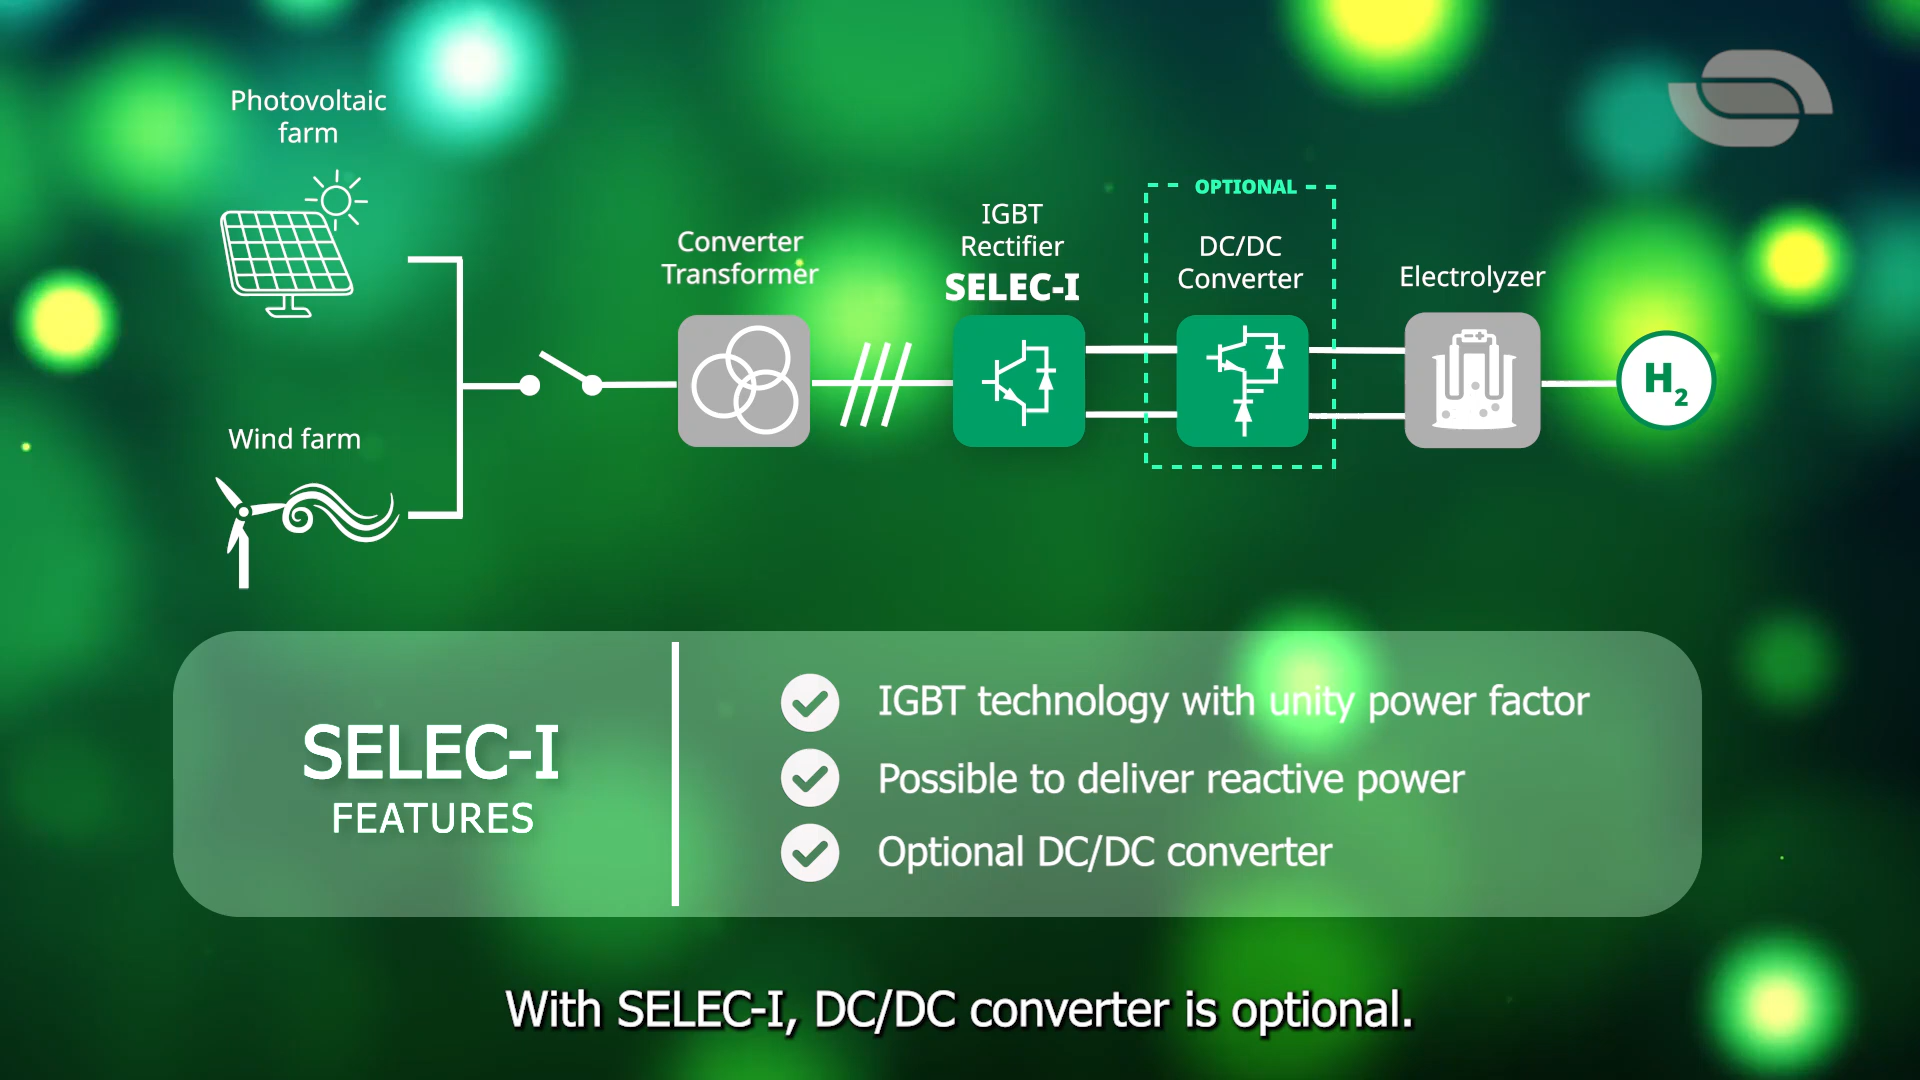 Photovoltaic
farm
OPTIONAL
IGBT
Rectifier
SELEC-I
Converter
Transformer
DC/DC
Converter
Electrolyzer
H2
Wind farm
SELEC-I
FEATURES
IGBT technology with unity power factor
Possible to deliver reactive power
Optional DC/DC converter
With SELEC-I, DC/DC converter is optional.